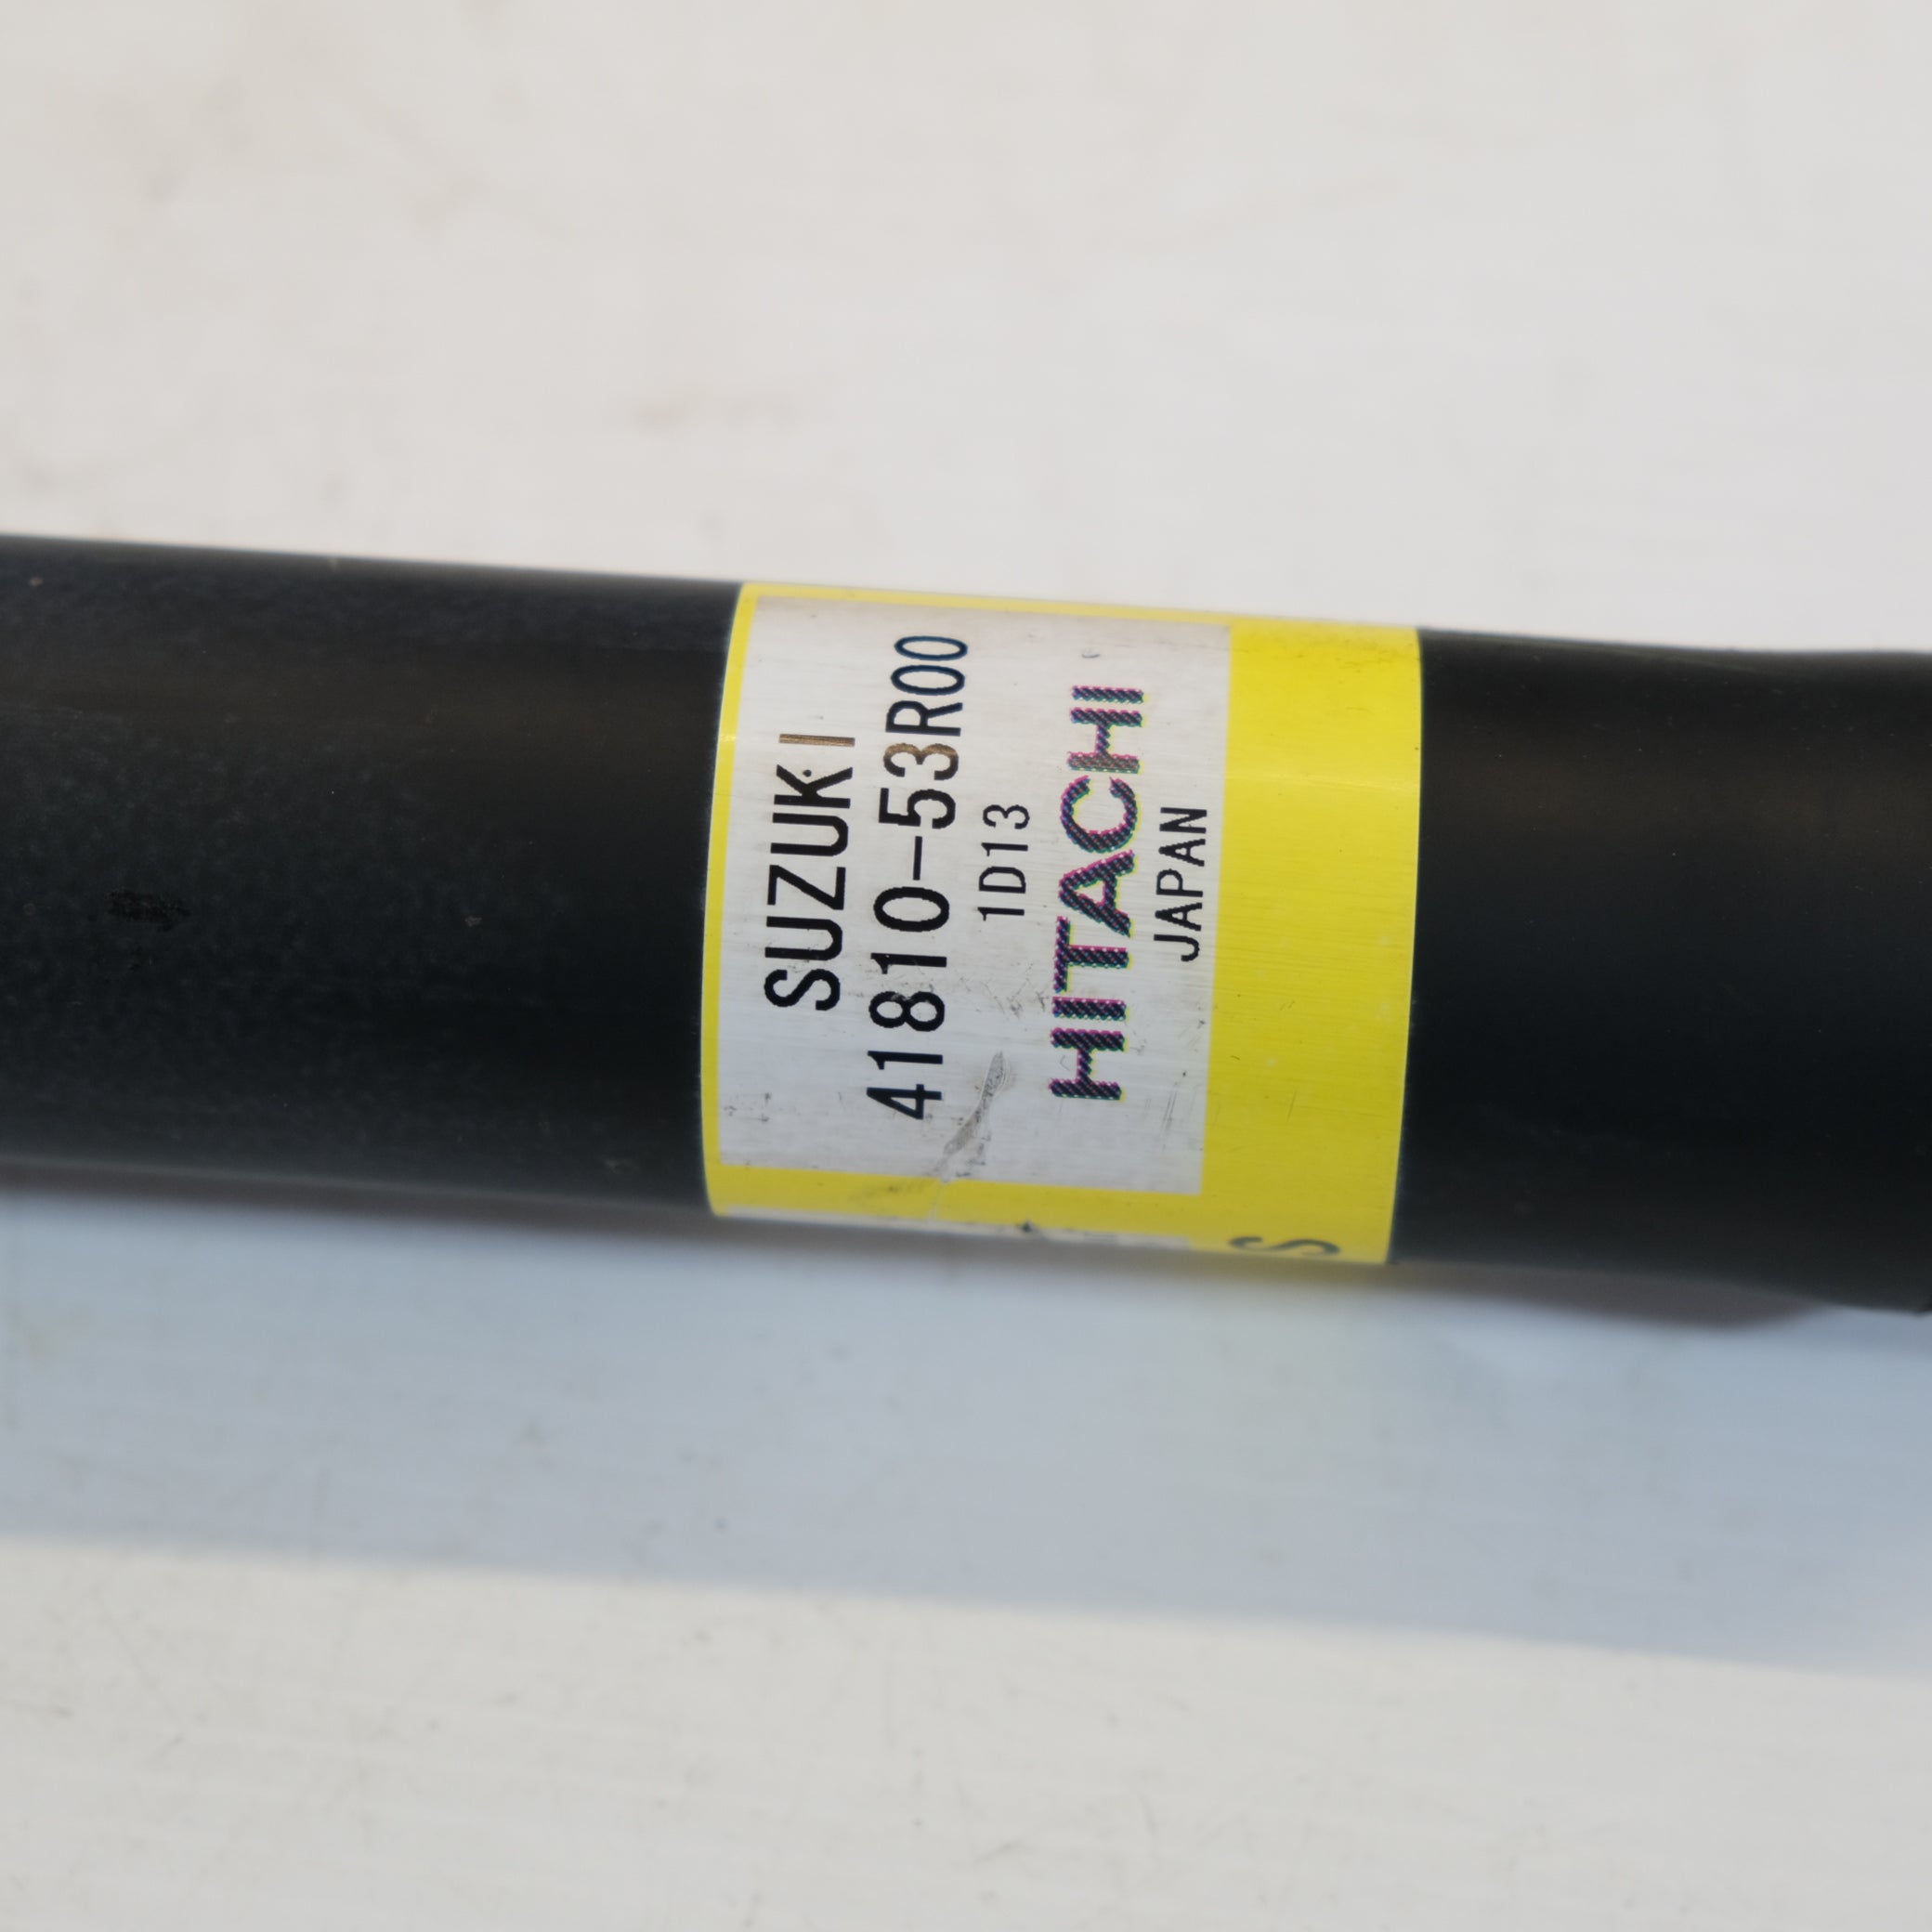 SUZUKI
41810-53R00
1D13
HITACHI
JAPAN
S